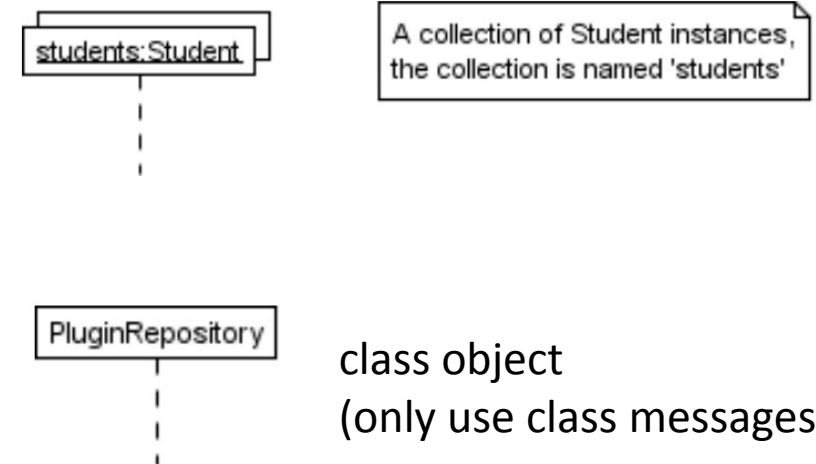 students:Student
A collection of Student instances,
the collection is named 'students'
PluginRepository
class object
(only use class messages